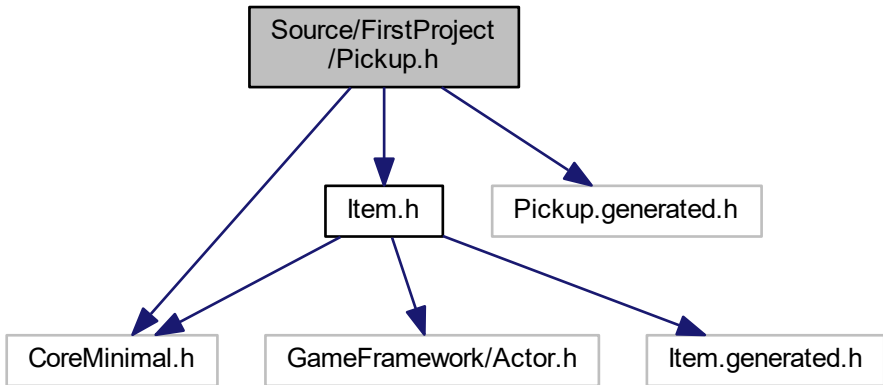 Source/FirstProject
/Pickup.h
Item.h
Pickup.generated.h
CoreMinimal.h
GameFramework/Actor.h
Item.generated.h